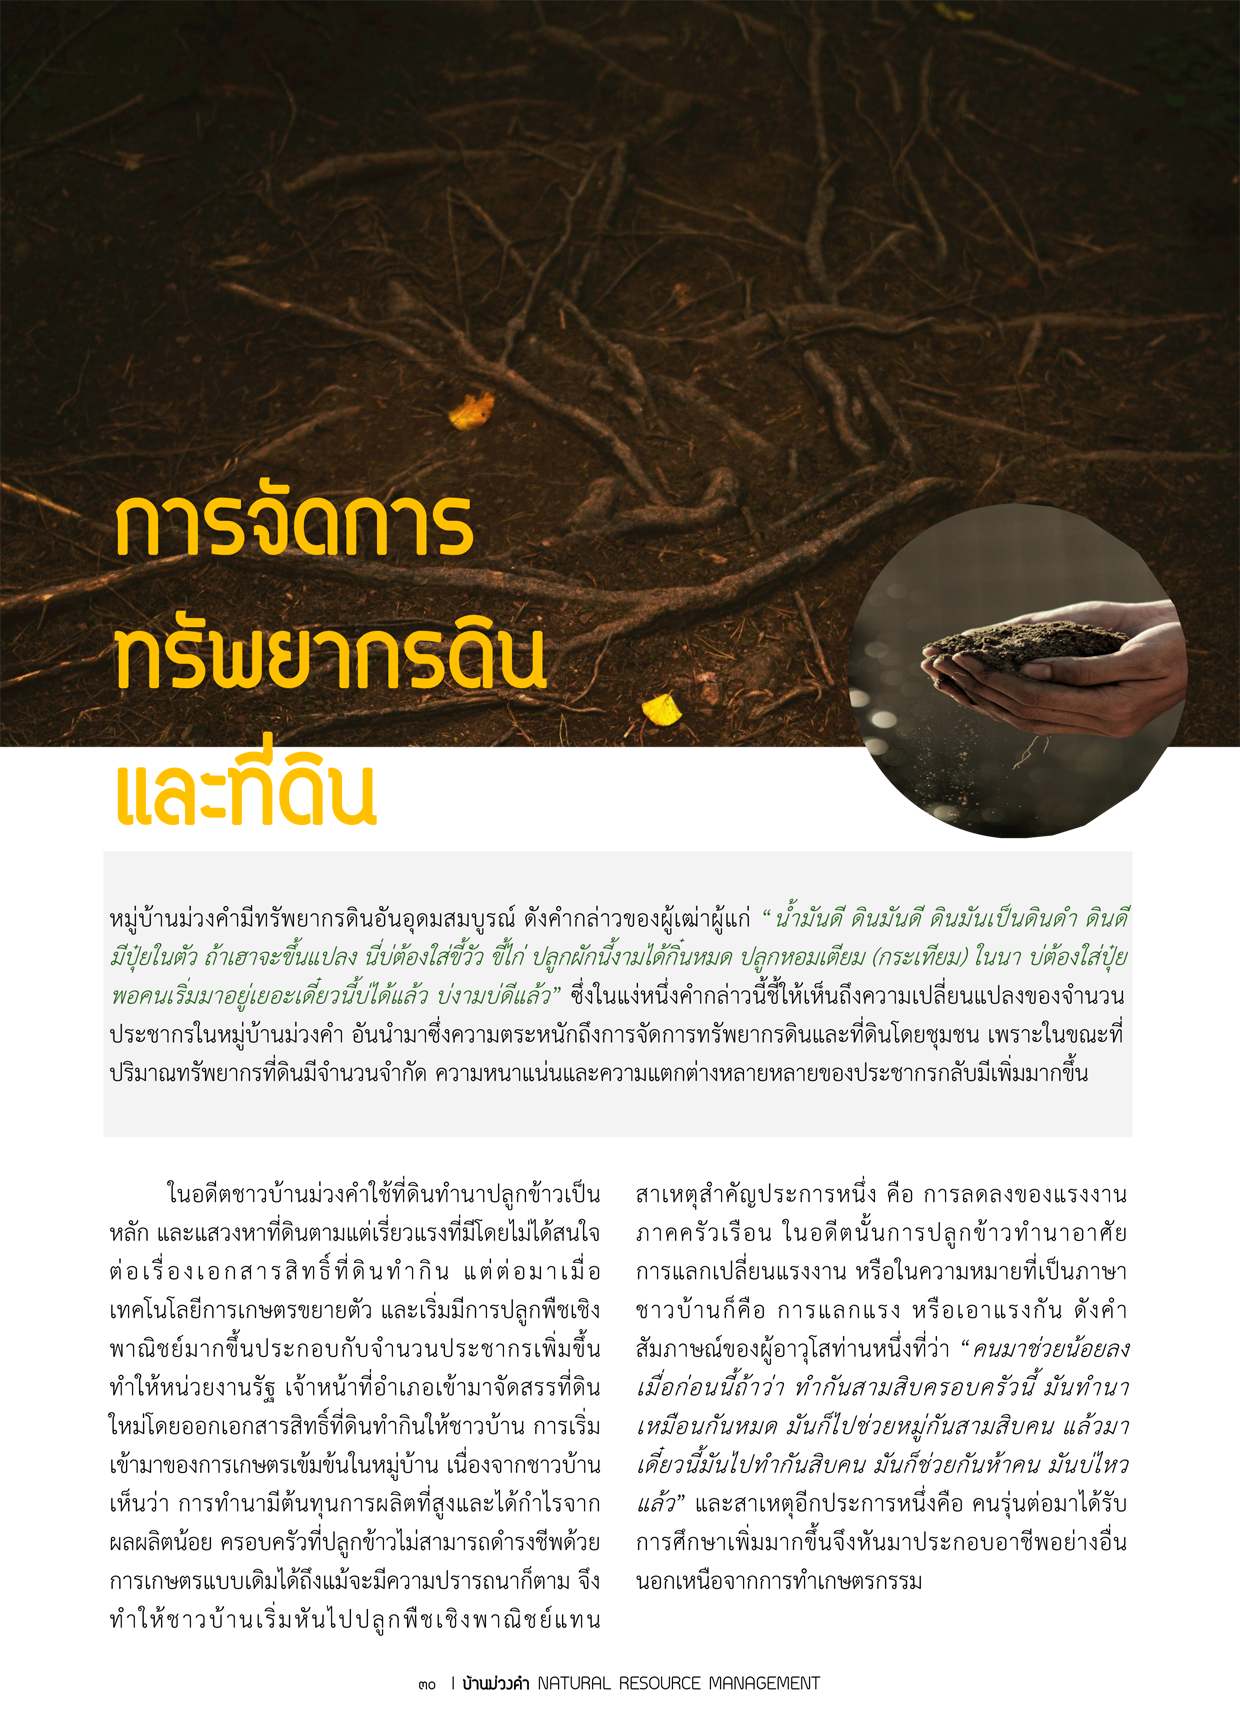 การจัดการ
ทรัพยากรดิน
และที่ดิน
หมู่บ้านม่วงคำมีทรัพยากรดินอันอุดมสมบูรณ์ ดังคำกล่าวของผู้เฒ่าผู้แก่ “น้ำมันดี ดินมันดี ดินมันเป็นดินดำ ดินดี
มีปุ๋ยในตัว ถ้าเฮาจะขึ้นแปลง นี่บ่ต้องใส่ขี้วัว ขี้ไก่ ปลูกผักนี้งามได้กิ๋นหมด ปลูกหอมเตียม (กระเทียม) ในนา บ่ต้องใส่ปุ๋ย
พอคนเริ่มมาอยู่เยอะเดี๋ยวนี้บ่ได้แล้ว บ่งามบ่ดีแล้ว” ซึ่งในแง่หนึ่งคำกล่าวนี้ชี้ให้เห็นถึงความเปลี่ยนแปลงของจำนวน
ประชากรในหมู่บ้านม่วงคำ อันนำมาซึ่งความตระหนักถึงการจัดการทรัพยากรดินและที่ดินโดยชุมชน เพราะในขณะที่
ปริมาณทรัพยากรที่ดินมีจำนวนจำกัด ความหนาแน่นและความแตกต่างหลายหลายของประชากรกลับมีเพิ่มมากขึ้น
ในอดีตชาวบ้านม่วงคำใช้ที่ดินทำนาปลูกข้าวเป็น
หลัก และแสวงหาที่ดินตามแต่เรี่ยวแรงที่มีโดยไม่ได้สนใจ
ต่อเรื่องเอกสารสิทธิ์ที่ดินทำกิน แต่ต่อมาเมื่อ
เทคโนโลยีการเกษตรขยายตัว และเริ่มมีการปลูกพืชเชิง
พาณิชย์มากขึ้นประกอบกับจำนวนประชากรเพิ่มขึ้น
ทำให้หน่วยงานรัฐ เจ้าหน้าที่อำเภอเข้ามาจัดสรรที่ดิน
ใหม่โดยออกเอกสารสิทธิ์ที่ดินทำกินให้ชาวบ้าน การเริ่ม
เข้ามาของการเกษตรเข้มข้นในหมู่บ้าน เนื่องจากชาวบ้าน
เห็นว่า การทำนามีต้นทุนการผลิตที่สูงและได้กำไรจาก
ผลผลิตน้อย ครอบครัวที่ปลูกข้าวไม่สามารถดำรงชีพด้วย
การเกษตรแบบเดิมได้ถึงแม้จะมีความปรารถนาก็ตาม จึง
ทำให้ชาวบ้านเริ่มหันไปปลูกพืชเชิงพาณิชย์แทน
สาเหตุสำคัญประการหนึ่ง คือ การลดลงของแรงงาน
ภาคครัวเรือน ในอดีตนั้นการปลูกข้าวทำนาอาศัย
การแลกเปลี่ยนแรงงาน หรือในความหมายที่เป็นภาษา
ชาวบ้านก็คือ การแลกแรง หรือเอาแรงกัน ดังคำ
สัมภาษณ์ของผู้อาวุโสท่านหนึ่งที่ว่า “คนมาช่วยน้อยลง
เมื่อก่อนนี้ถ้าว่า ทำกันสามสิบครอบครัวนี้ มันทำนา
เหมือนกันหมด มันก็ไปช่วยหมู่กันสามสิบคน แล้วมา
เดี๋ยวนี้มันไปทำกันสิบคน มันก็ช่วยกันห้าคน มันบ่ไหว
แล้ว” และสาเหตุอีกประการหนึ่งคือ คนรุ่นต่อมาได้รับ
การศึกษาเพิ่มมากขึ้นจึงหันมาประกอบอาชีพอย่างอื่น
นอกเหนือจากการทำเกษตรกรรม
๓๐ | บ้านม่วงคำ NATURAL RESOURCE MANAGEMENT